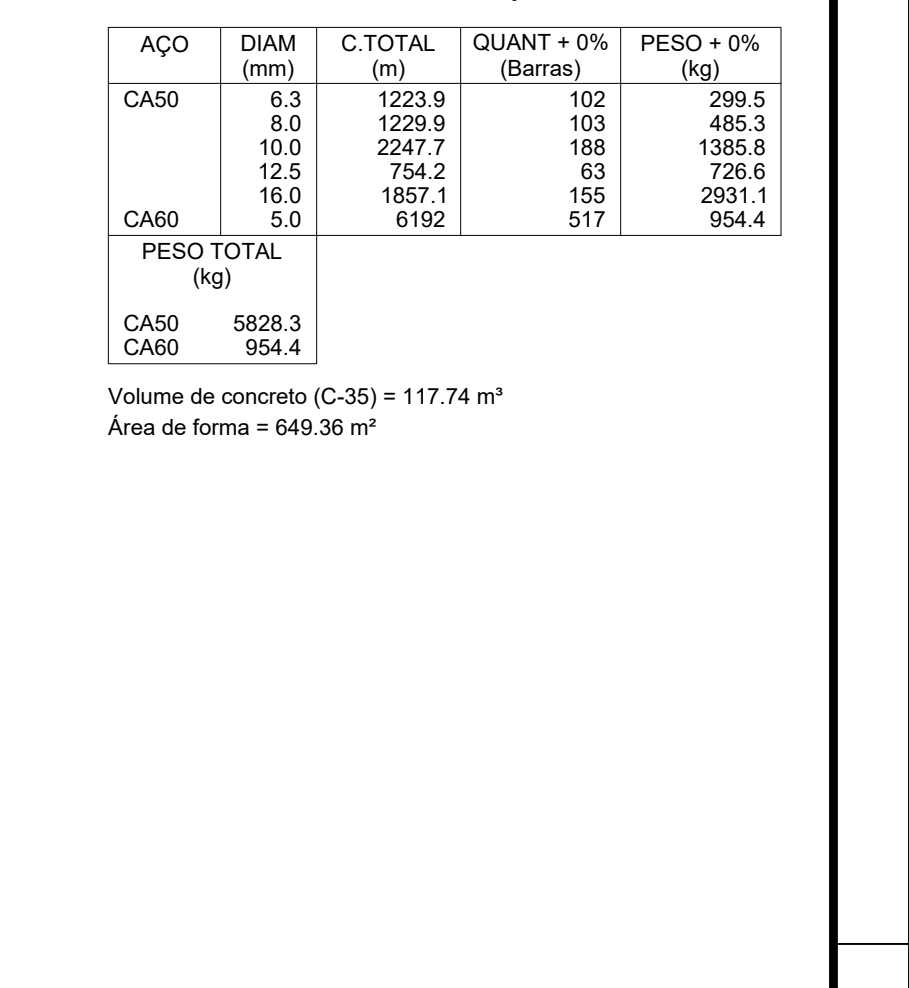 AÇO DIAM C.TOTAL QUANT + 0% PESO + 0%
(mm) (m) (Barras) (kg)
CA50 6.3 1223.9 102 299.5
8.0 1229.9 103 485.3
10.0 2247.7 188 1385.8
12.5 754.2 63 726.6
16.0 1857.1 155 2931.1
CA60 5.0 6192 517 954.4
PESO TOTAL
(kg)
CA50 5828.3
CA60 954.4
Volume de concreto (C-35) = 117.74 m³
Área de forma = 649.36 m²